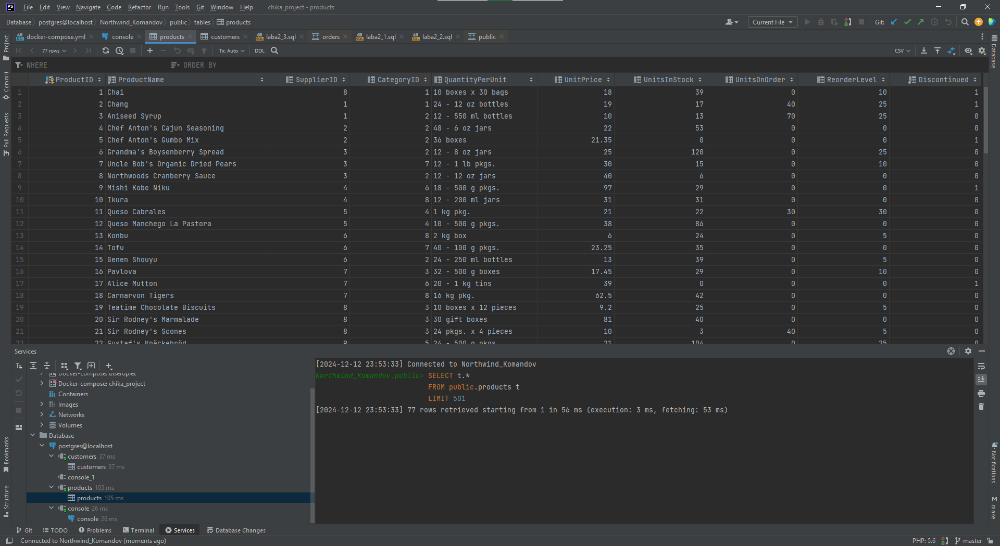 PS File Edit View Navigate Code Refactor Run Tools Git Window Help chika_project - products
Database postgres@localhost Northwind_Komandov public tables products Current File Git:
docker-compose.yml console products customers laba2_3.sql orders laba2_1.sql laba2_2.sql public
77 rows Tx: Auto DDL CSV
WHERE ORDER BY
ProductID ProductName SupplierID CategoryID QuantityPerUnit UnitPrice UnitsInStock UnitsOnOrder ReorderLevel Discontinued
1 1 Chai 8 1 10 boxes x 30 bags 18 39 0 10 1
2 2 Chang 1 1 24 - 12 oz bottles 19 17 40 25 1
3 3 Aniseed Syrup 1 2 12 - 550 ml bottles 10 13 70 25 0
4 4 Chef Anton's Cajun Seasoning 2 2 48 - 6 oz jars 22 53 0 0 0
5 5 Chef Anton's Gumbo Mix 2 2 36 boxes 21.35 0 0 0 1
6 6 Grandma's Boysenberry Spread 3 2 12 - 8 oz jars 25 120 0 25 0
7 7 Uncle Bob's Organic Dried Pears 3 7 12 - 1 lb pkgs. 30 15 0 10 0
8 8 Northwoods Cranberry Sauce 3 2 12 - 12 oz jars 40 6 0 0 0
9 9 Mishi Kobe Niku 4 6 18 - 500 g pkgs. 97 29 0 0 1
10 10 Ikura 4 8 12 - 200 ml jars 31 31 0 0 0
11 11 Queso Cabrales 5 4 1 kg pkg. 21 22 30 30 0
12 12 Queso Manchego La Pastora 5 4 10 - 500 g pkgs. 38 86 0 0 0
13 13 Konbu 6 8 2 kg box 6 24 0 5 0
14 14 Tofu 6 7 40 - 100 g pkgs. 23.25 35 0 0 0
15 15 Genen Shouyu 6 2 24 - 250 ml bottles 13 39 0 5 0
16 16 Pavlova 7 3 32 - 500 g boxes 17.45 29 0 10 0
17 17 Alice Mutton 7 6 20 - 1 kg tins 39 0 0 0 1
18 18 Carnarvon Tigers 7 8 16 kg pkg. 62.5 42 0 0 0
19 19 Teatime Chocolate Biscuits 8 3 10 boxes x 12 pieces 9.2 25 0 5 0
20 20 Sir Rodney's Marmalade 8 3 30 gift boxes 81 40 0 0 0
21 21 Sir Rodney's Scones 8 3 24 pkgs. x 4 pieces 10 3 40 5 0
22 22 Gustaf's Knäckebröd 9 5 24 - 500 g pkgs. 21 104 0 25 0
Services
Tx
Docker-compose: biseroplet
Docker-compose: chika_project
Containers
Images
Networks
Volumes
Database
postgres@localhost
customers 37 ms
customers 37 ms
console_1
products 105 ms
products 105 ms
console 26 ms
console 26 ms
[2024-12-12 23:53:33] Connected to Northwind_Komandov
Northwind_Komandov.public> SELECT t.*
FROM public.products t
LIMIT 501
[2024-12-12 23:53:33] 77 rows retrieved starting from 1 in 56 ms (execution: 3 ms, fetching: 53 ms)
Project
Commit
Pull Requests
Bookmarks
Structure
Database
Notifications
M make
Git TODO Problems Terminal Services Database Changes
Connected to Northwind_Komandov (moments ago) PHP: 5.6 master